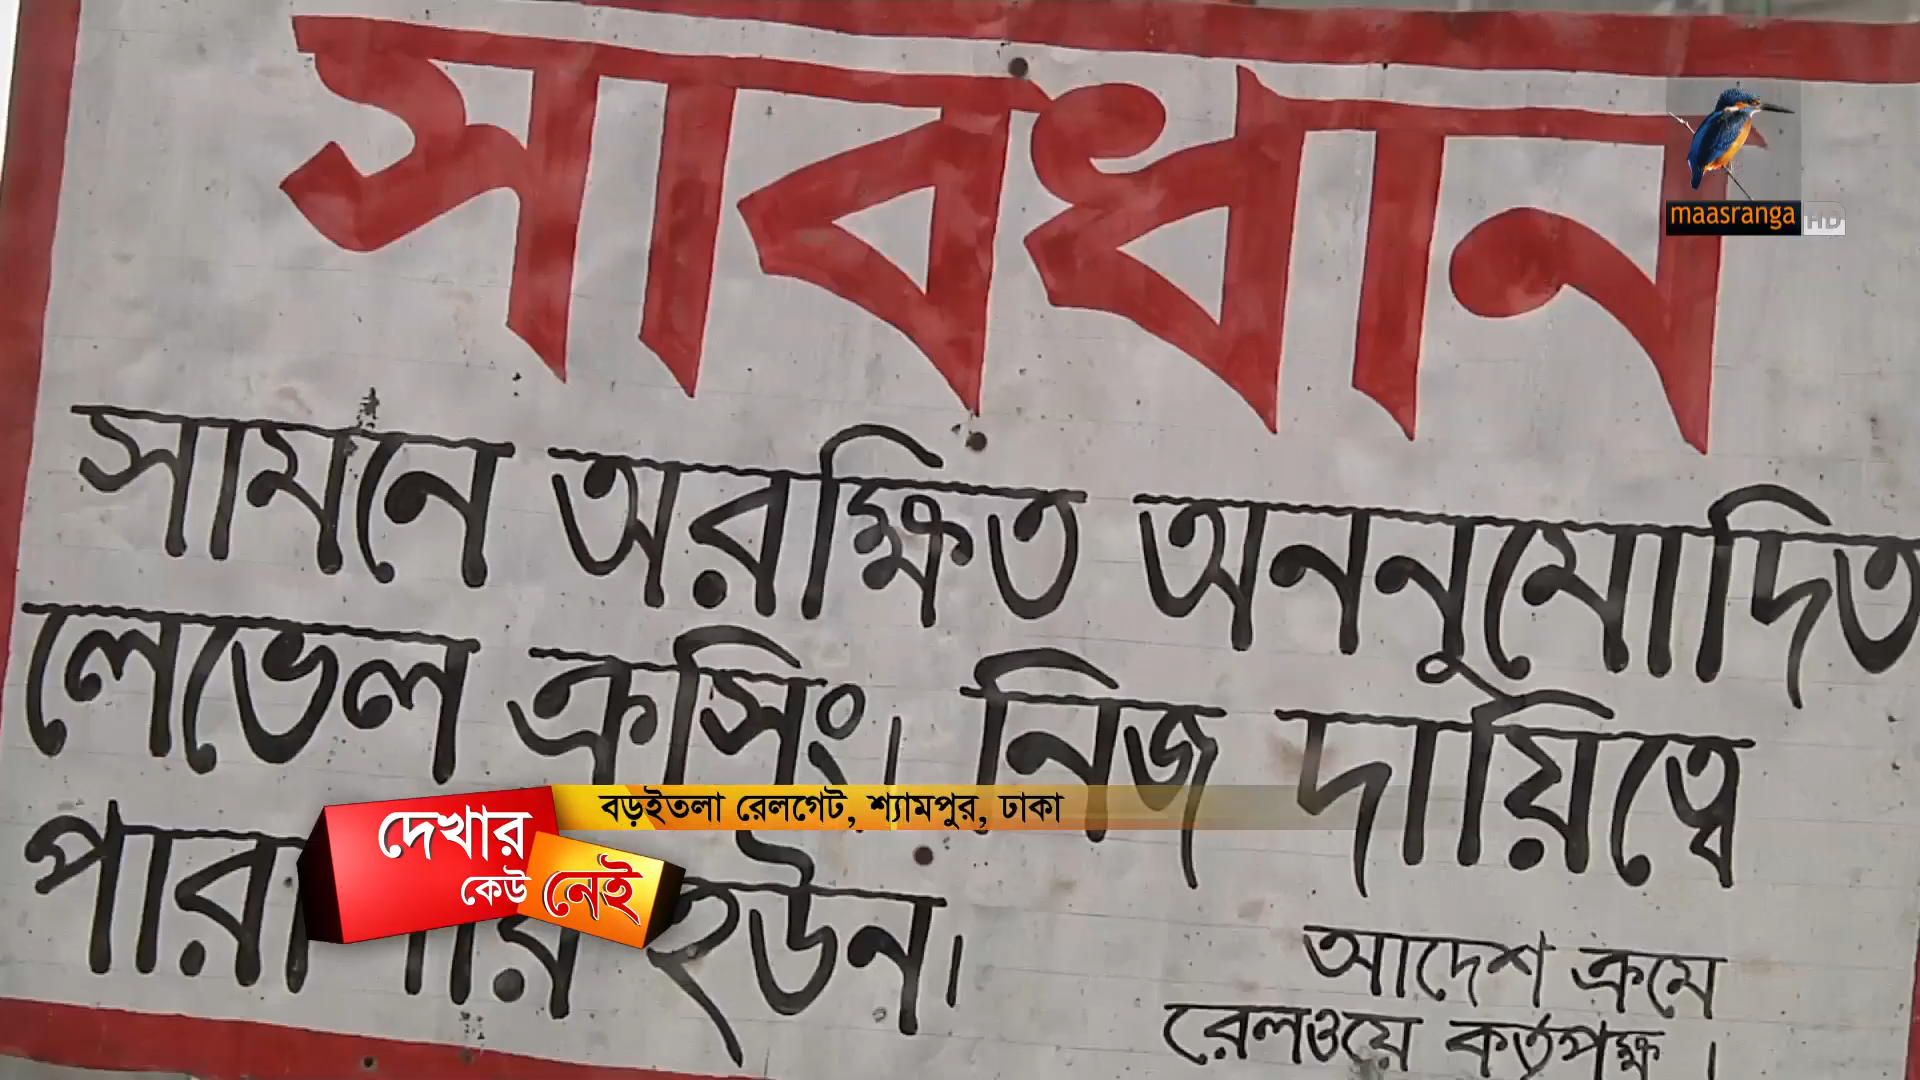 সাবধান
maasranga HD
সামনে অরক্ষিত অননুমোদিত
লেভেল ক্রসিং। নিজ দায়িত্বে
বড়ইতলা রেলগেট, শ্যামপুর, ঢাকা
দেখার
কেউ নেই
হউন।
আদেশ ক্রমে
রেলওয়ে কর্তৃপক্ষ।